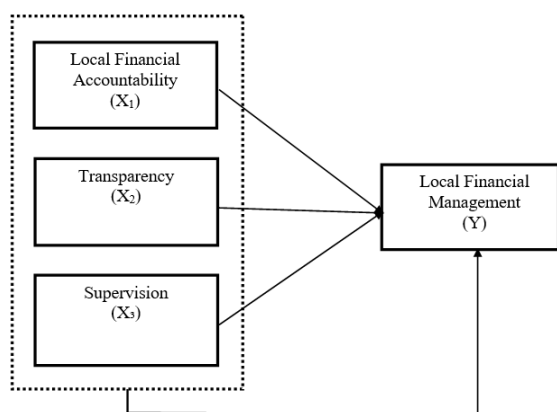 Local Financial
Accountability
(X₁)
Transparency
(X₂)
Supervision
(X₃)
Local Financial
Management
(Y)